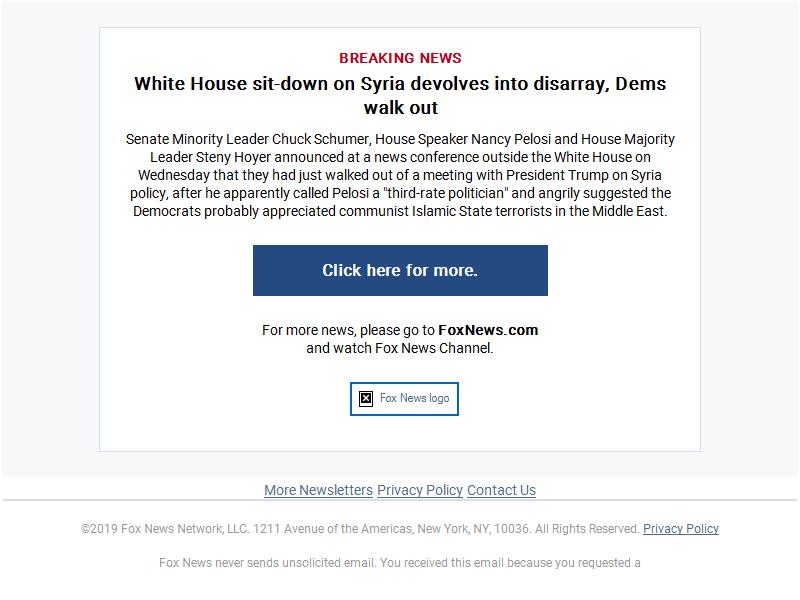 BREAKING NEWS
White House sit-down on Syria devolves into disarray, Dems
walk out
Senate Minority Leader Chuck Schumer, House Speaker Nancy Pelosi and House Majority
Leader Steny Hoyer announced at a news conference outside the White House on
Wednesday that they had just walked out of a meeting with President Trump on Syria
policy, after he apparently called Pelosi a "third-rate politician" and angrily suggested the
Democrats probably appreciated communist Islamic State terrorists in the Middle East.
Click here for more.
For more news, please go to FoxNews.com
and watch Fox News Channel.
Fox News logo
More Newsletters Privacy Policy Contact Us
©2019 Fox News Network, LLC. 1211 Avenue of the Americas, New York, NY, 10036. All Rights Reserved. Privacy Policy
Fox News never sends unsolicited email. You received this email because you requested a